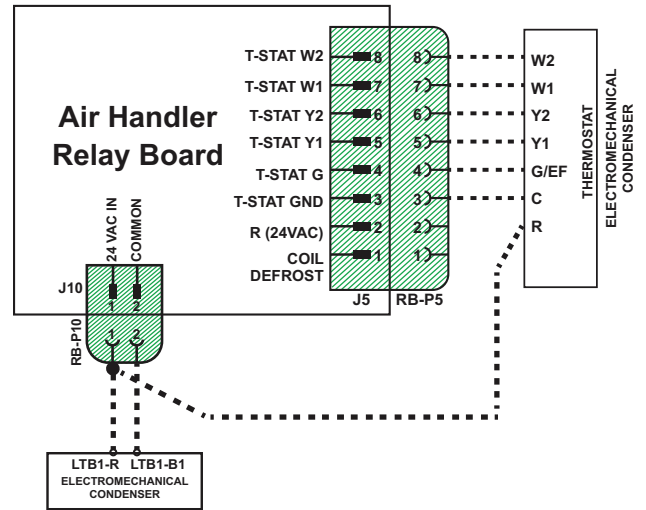 Air Handler
Relay Board
T-STAT W2
T-STAT W1
T-STAT Y2
T-STAT Y1
T-STAT G
T-STAT GND
R (24VAC)
COIL
DEFROST
8
7
6
5
4
3
2
1
8
7
6
5
4
3
2
1
J5
RB-P5
W2
W1
Y2
Y1
G/EF
C
R
THERMOSTAT
ELECTROMECHANICAL
CONDENSER
24 VAC IN
COMMON
J10
1
2
RB-P10
1
2
LTB1-R LTB1-B1
ELECTROMECHANICAL
CONDENSER